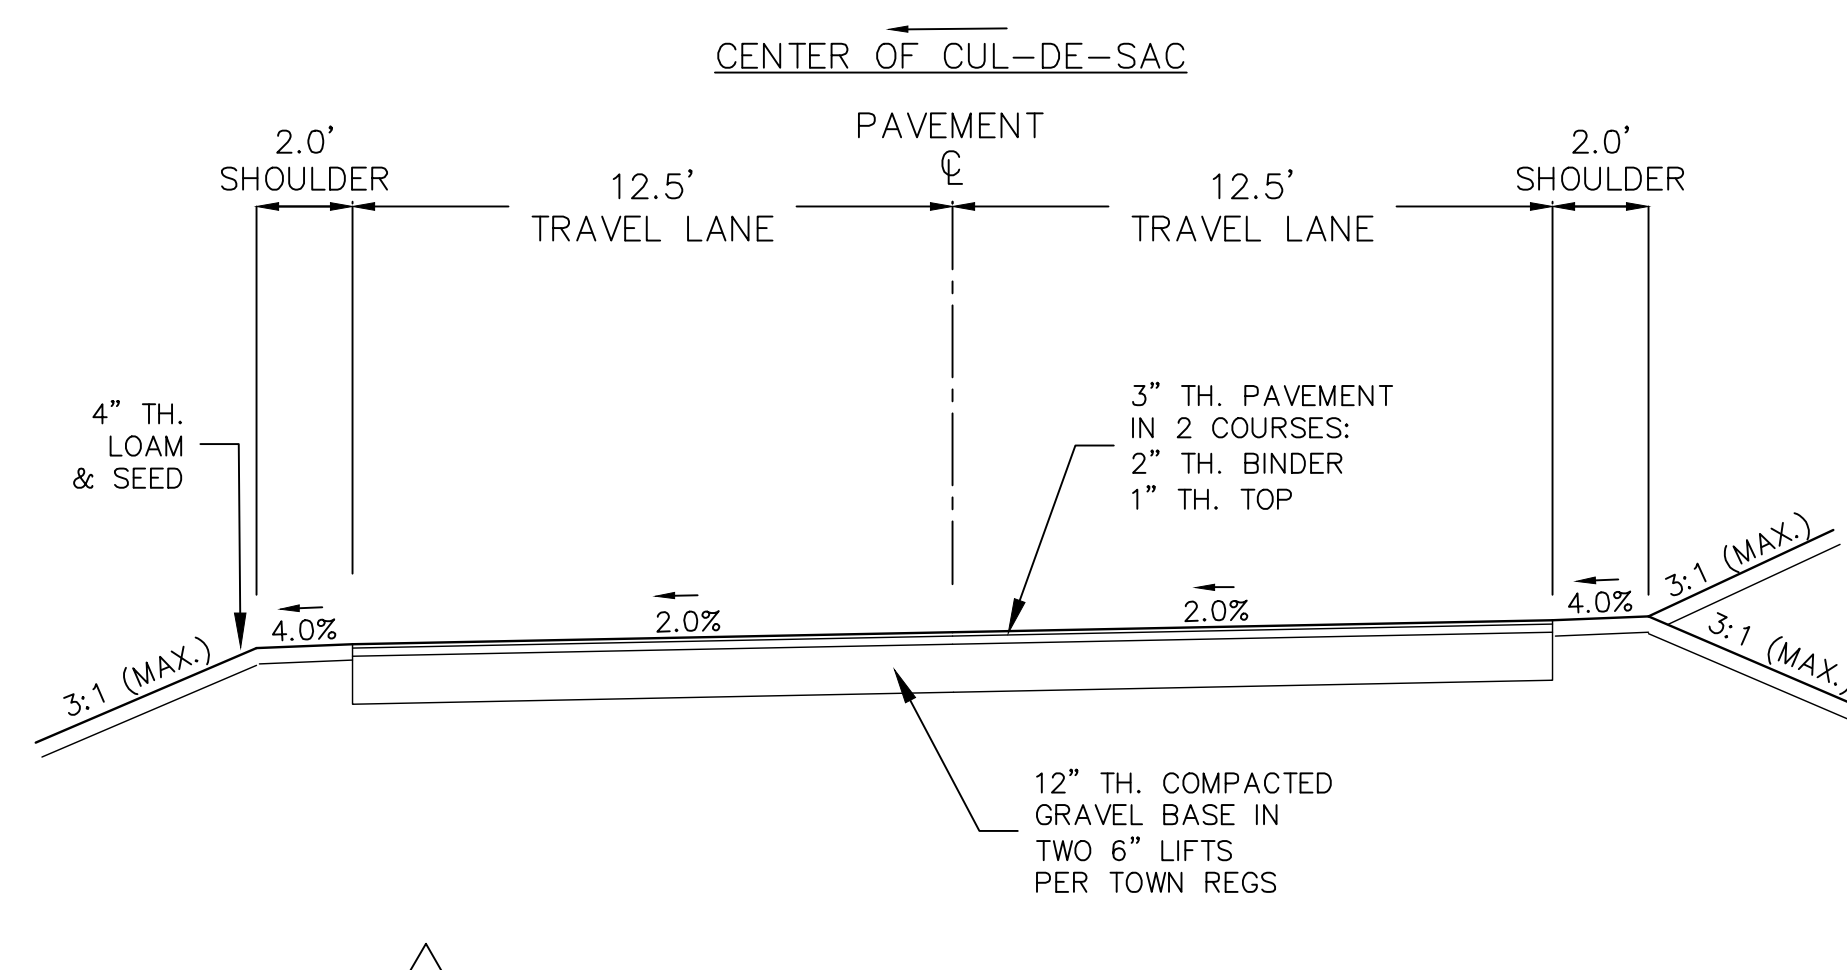 CENTER OF CUL-DE-SAC
PAVEMENT
℄
2.0'
SHOULDER
12.5'
TRAVEL LANE
12.5'
TRAVEL LANE
2.0'
SHOULDER
4" TH.
LOAM
& SEED
3" TH. PAVEMENT
IN 2 COURSES:
2" TH. BINDER
1" TH. TOP
3:1 (MAX.)
4.0%
2.0%
2.0%
4.0%
3:1 (MAX.)
3:1 (MAX.)
12" TH. COMPACTED
GRAVEL BASE IN
TWO 6" LIFTS
PER TOWN REGS